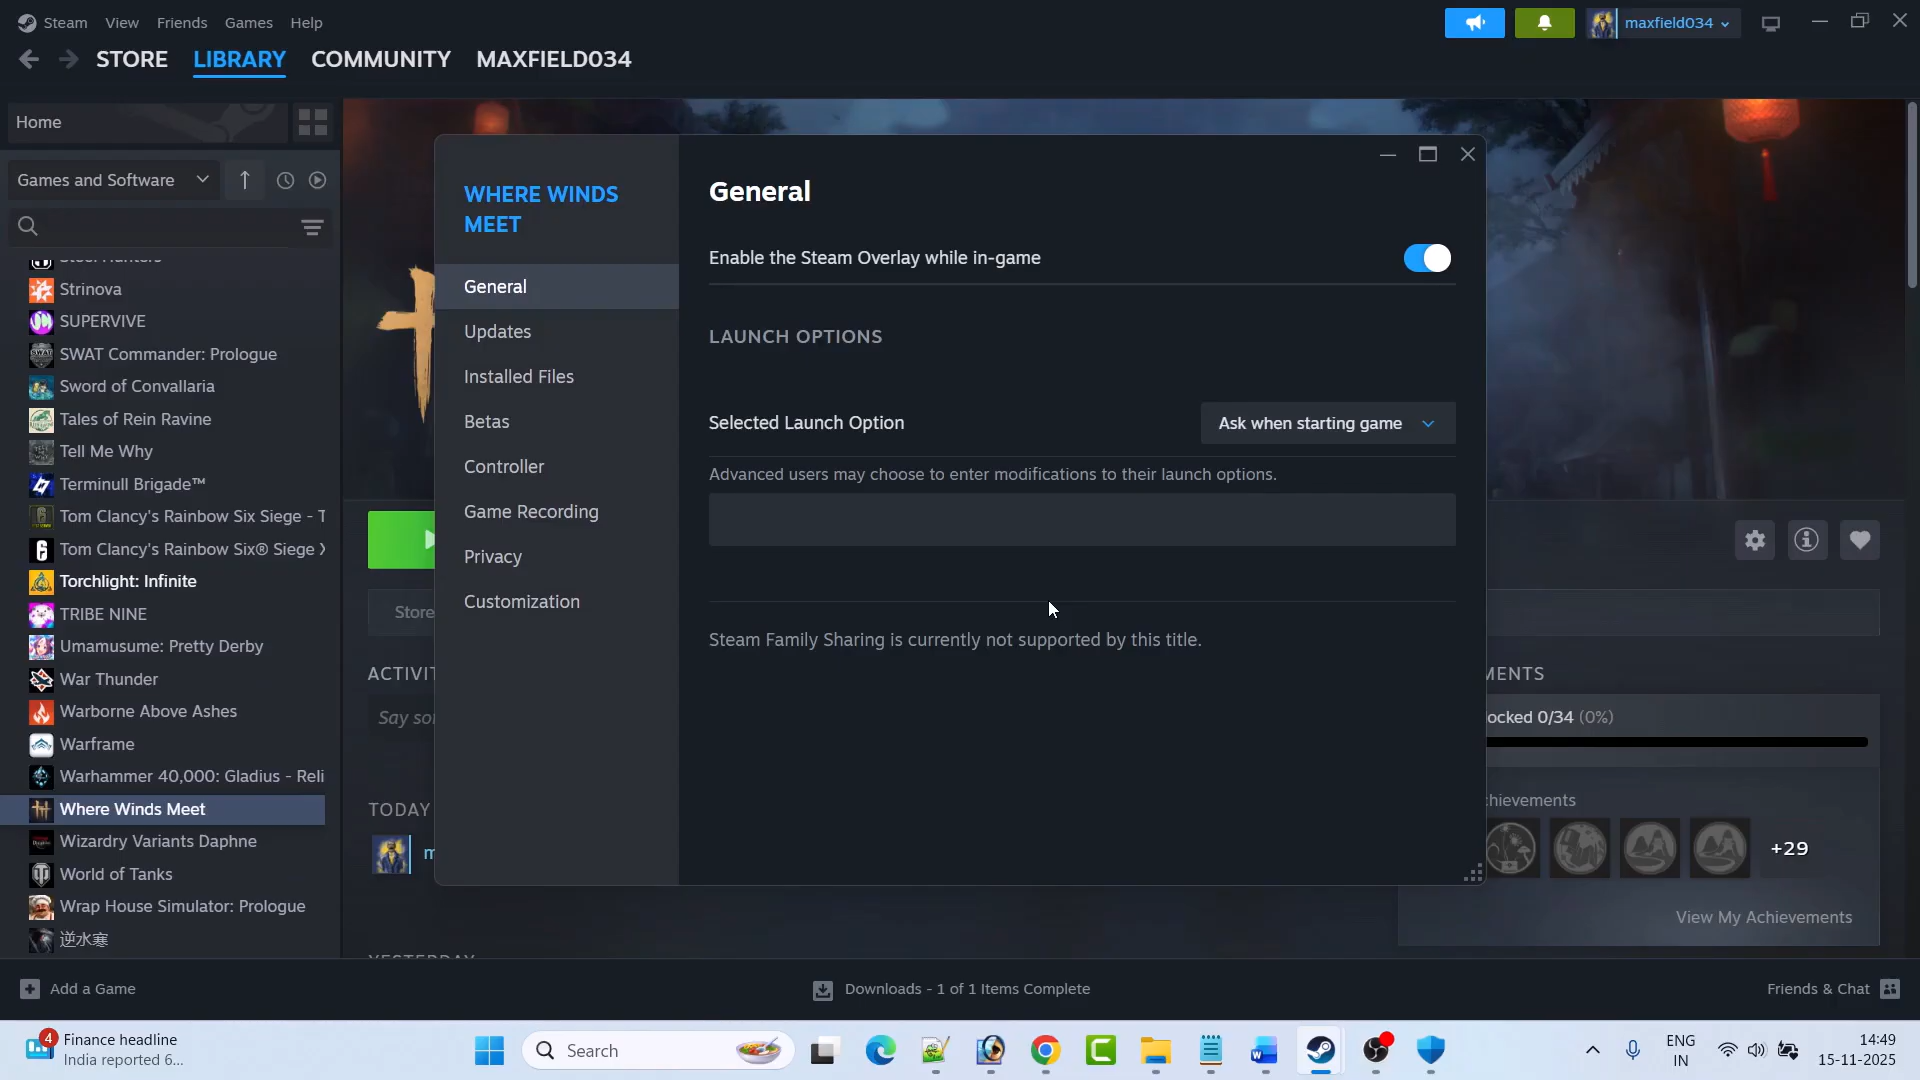 Steam View Friends Games Help
maxfield034
STORE LIBRARY COMMUNITY MAXFIELD034
Home
Games and Software
Strinova
SUPERVIVE
SWAT Commander: Prologue
Sword of Convallaria
Tales of Rein Ravine
Tell Me Why
Terminull Brigade™
Tom Clancy's Rainbow Six Siege - T
Tom Clancy's Rainbow Six® Siege X
Torchlight: Infinite
TRIBE NINE
Umamusume: Pretty Derby
War Thunder
Warborne Above Ashes
Warframe
Warhammer 40,000: Gladius - Reli
Where Winds Meet
Wizardry Variants Daphne
World of Tanks
Wrap House Simulator: Prologue
逆水寒
WHERE WINDS
MEET
General
Updates
Installed Files
Betas
Controller
Game Recording
Privacy
Customization
General
Enable the Steam Overlay while in-game
LAUNCH OPTIONS
Selected Launch Option
Ask when starting game
Advanced users may choose to enter modifications to their launch options.
Steam Family Sharing is currently not supported by this title.
Store
ACTIVIT
Say so
TODAY
m
MENTS
ocked 0/34 (0%)
chievements
+29
View My Achievements
Add a Game
Downloads - 1 of 1 Items Complete
Friends & Chat
4
Finance headline
India reported 6...
Search
ENG
IN
14:49
15-11-2025